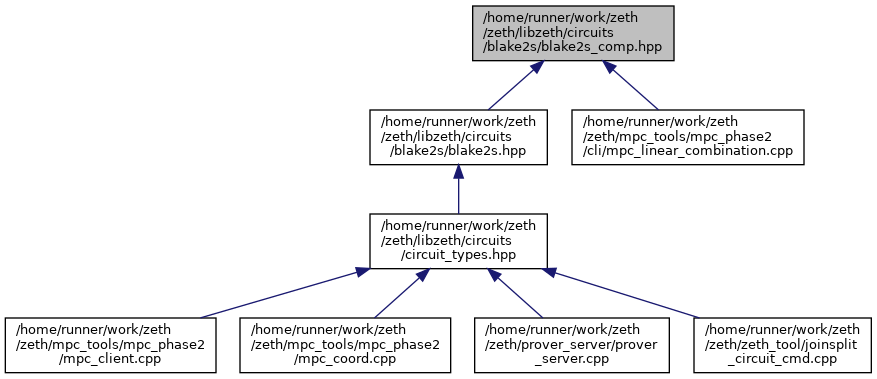 /home/runner/work/zeth
/zeth/libzeth/circuits
/blake2s/blake2s_comp.hpp
/home/runner/work/zeth
/zeth/libzeth/circuits
/blake2s/blake2s.hpp
/home/runner/work/zeth
/zeth/mpc_tools/mpc_phase2
/cli/mpc_linear_combination.cpp
/home/runner/work/zeth
/zeth/libzeth/circuits
/circuit_types.hpp
/home/runner/work/zeth
/zeth/mpc_tools/mpc_phase2
/mpc_client.cpp
/home/runner/work/zeth
/zeth/mpc_tools/mpc_phase2
/mpc_coord.cpp
/home/runner/work/zeth
/zeth/prover_server/prover
_server.cpp
/home/runner/work/zeth
/zeth/zeth_tool/joinsplit
_circuit_cmd.cpp